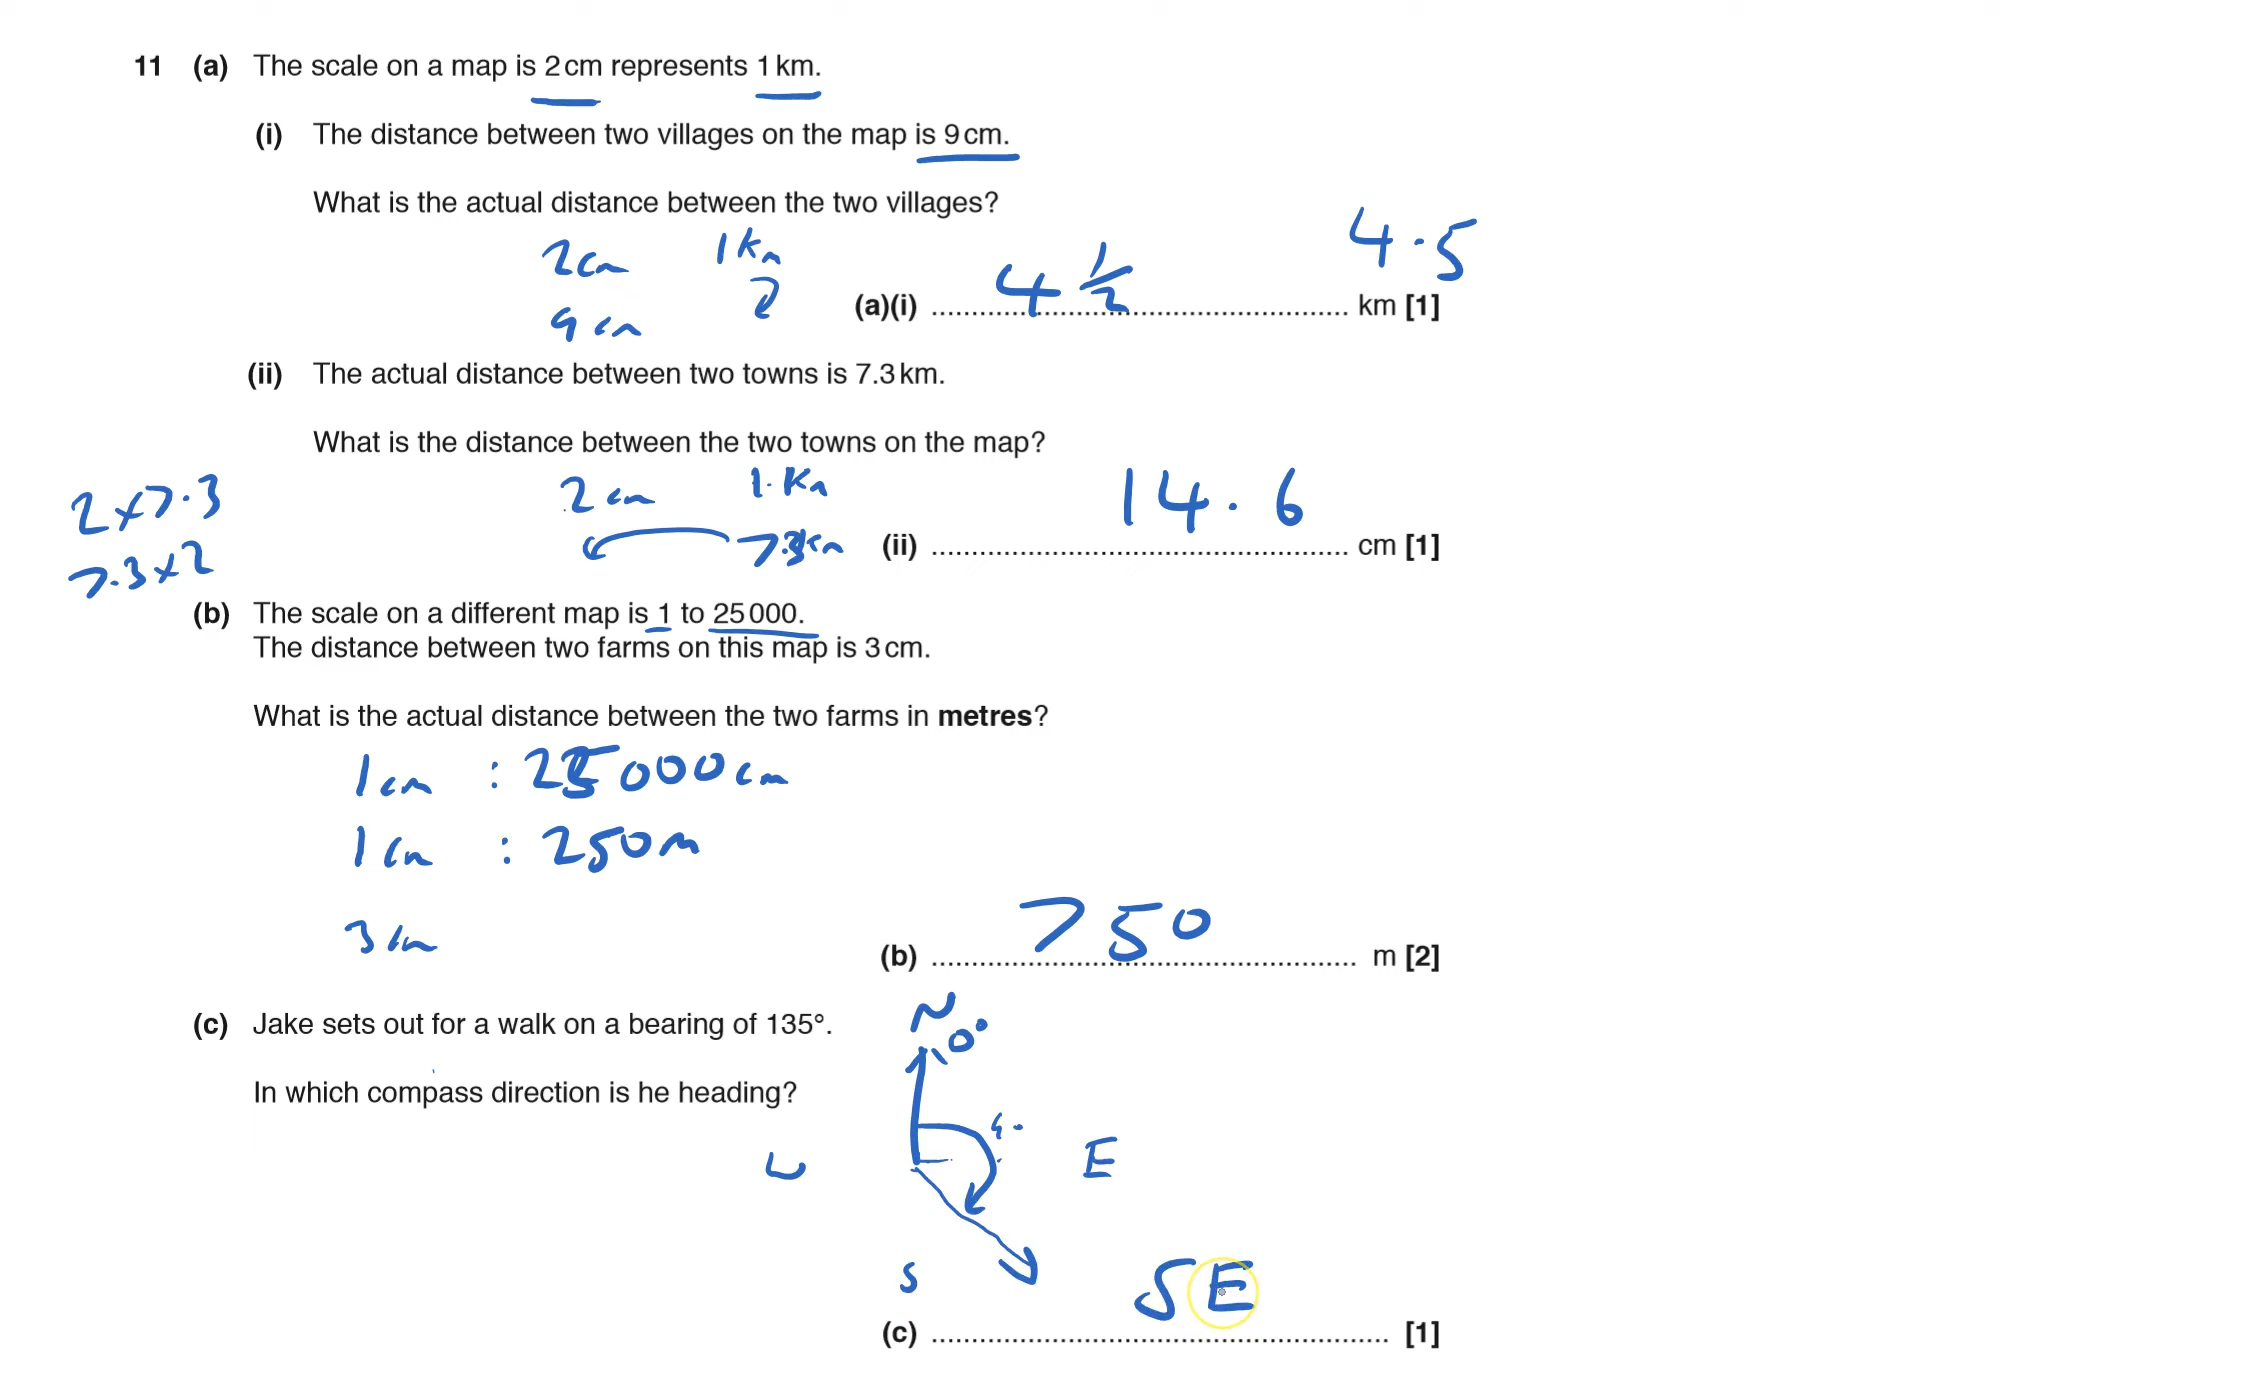 11 (a) The scale on a map is 2 cm represents 1 km.
(i) The distance between two villages on the map is 9 cm.
What is the actual distance between the two villages?
2cm 1km
9cm
4 1/2
4.5
(a)(i) .................................................... km [1]
(ii) The actual distance between two towns is 7.3 km.
What is the distance between the two towns on the map?
2×7.3
7.3×2
2cm 1km
7.3km
14.6
(ii) .................................................... cm [1]
(b) The scale on a different map is 1 to 25 000.
The distance between two farms on this map is 3 cm.
What is the actual distance between the two farms in metres?
1cm : 25000cm
1cm : 250m
3cm
750
(b) .................................................... m [2]
(c) Jake sets out for a walk on a bearing of 135°.
In which compass direction is he heading?
N
0°
E
S
SE
(c) .................................................... [1]